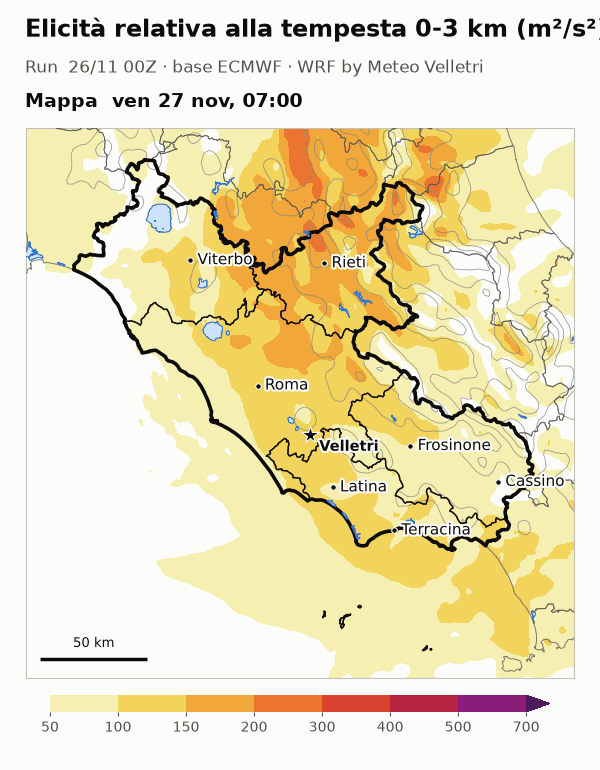 Elicità relativa alla tempesta 0-3 km (m²/s²)
Run 26/11 00Z · base ECMWF · WRF by Meteo Velletri
Mappa ven 27 nov, 07:00
Viterbo
Rieti
Roma
Velletri
Frosinone
Cassino
Latina
Terracina
50 km
50 100 150 200 300 400 500 700